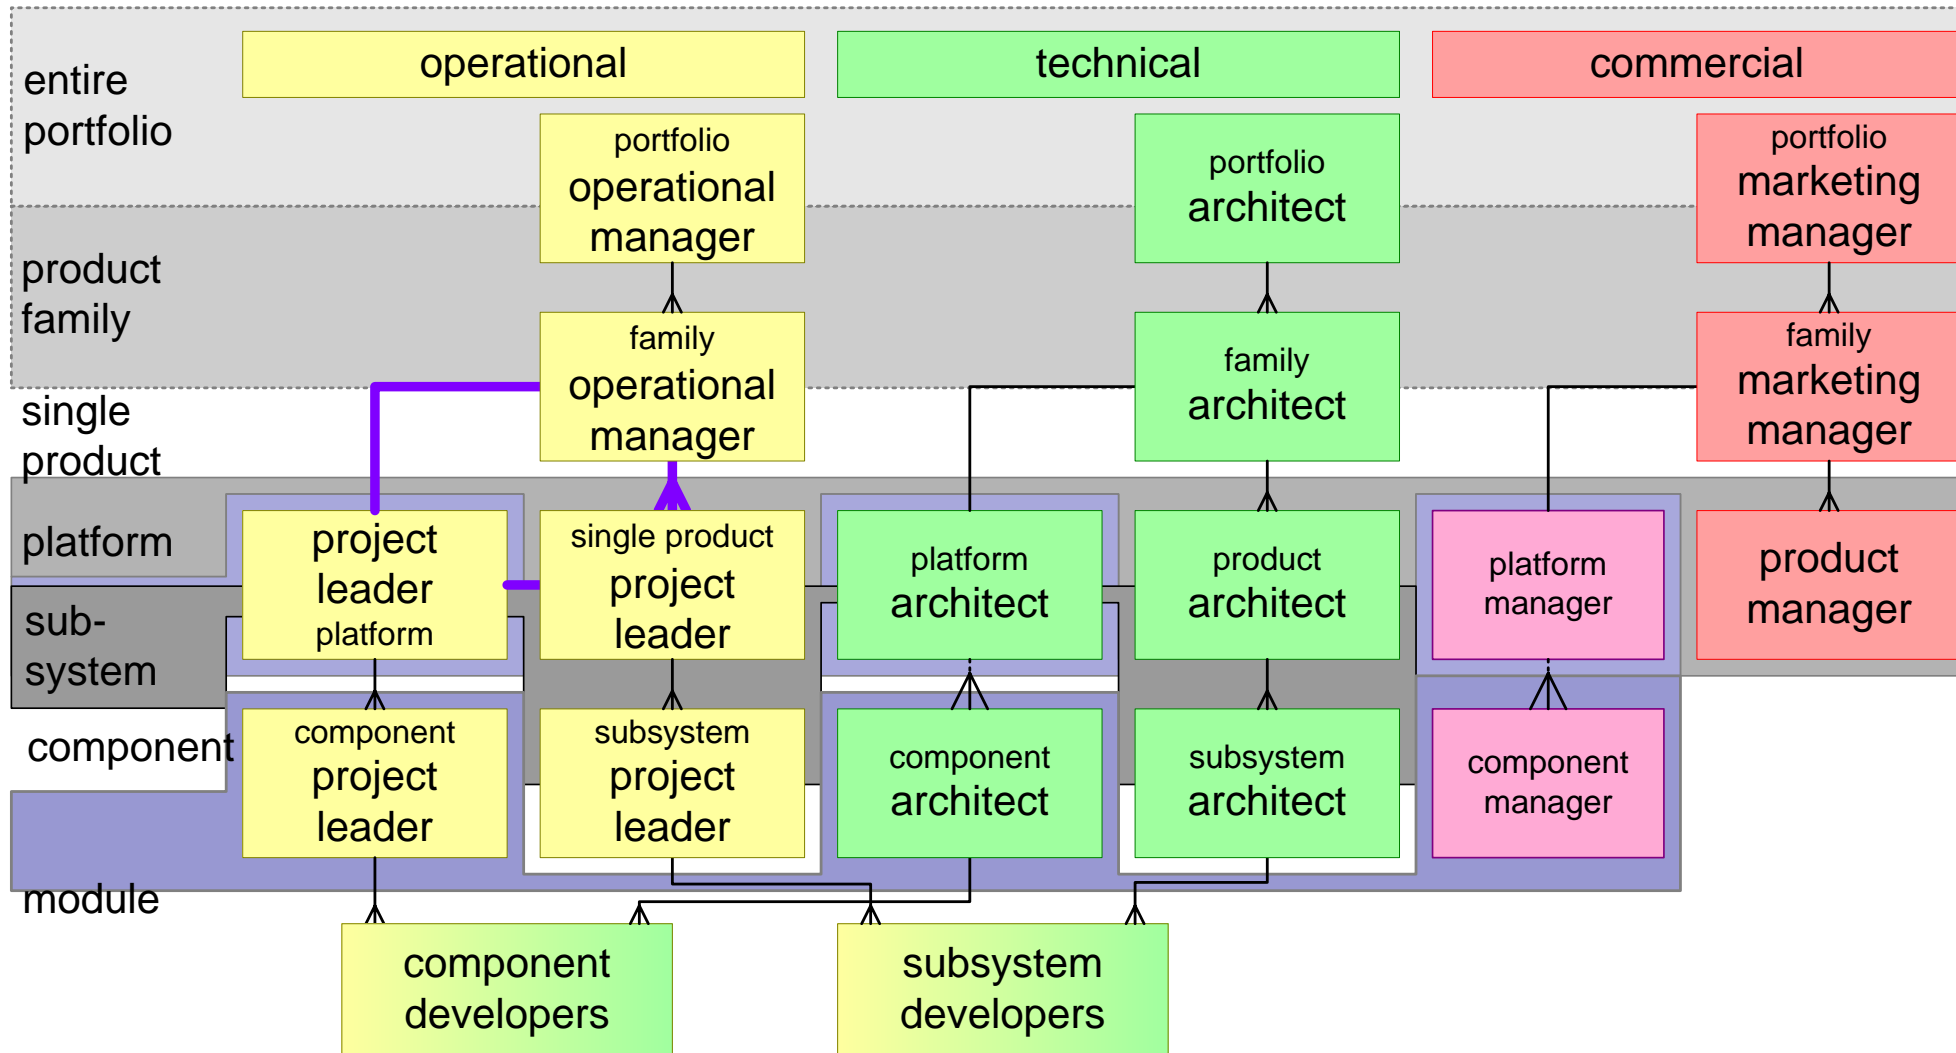 operational
technical
commercial
entire
portfolio
portfolio
operational
manager
portfolio
architect
portfolio
marketing
manager
product
family
family
operational
manager
family
architect
family
marketing
manager
single
product
platform
project
leader
platform
single product
project
leader
platform
architect
product
architect
platform
manager
product
manager
sub-
system
component
component
project
leader
subsystem
project
leader
component
architect
subsystem
architect
component
manager
module
component
developers
subsystem
developers